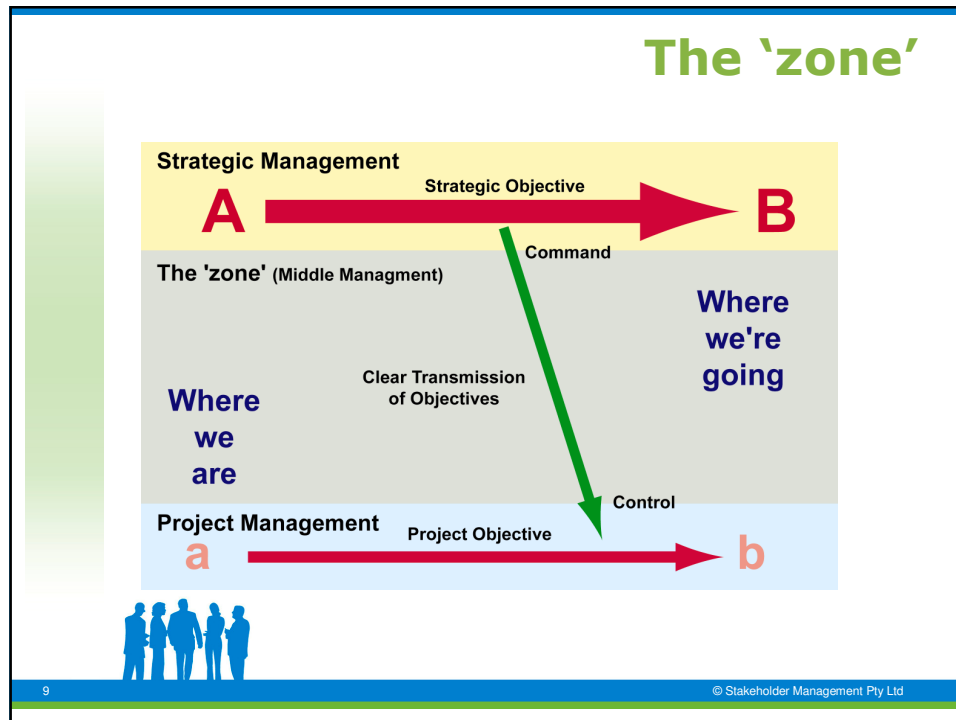 The ‘zone’
Strategic Management
Strategic Objective
A
B
Command
The 'zone' (Middle Managment)
Where
we're
going
Clear Transmission
of Objectives
Where
we
are
Control
Project Management
Project Objective
a
b
9
© Stakeholder Management Pty Ltd